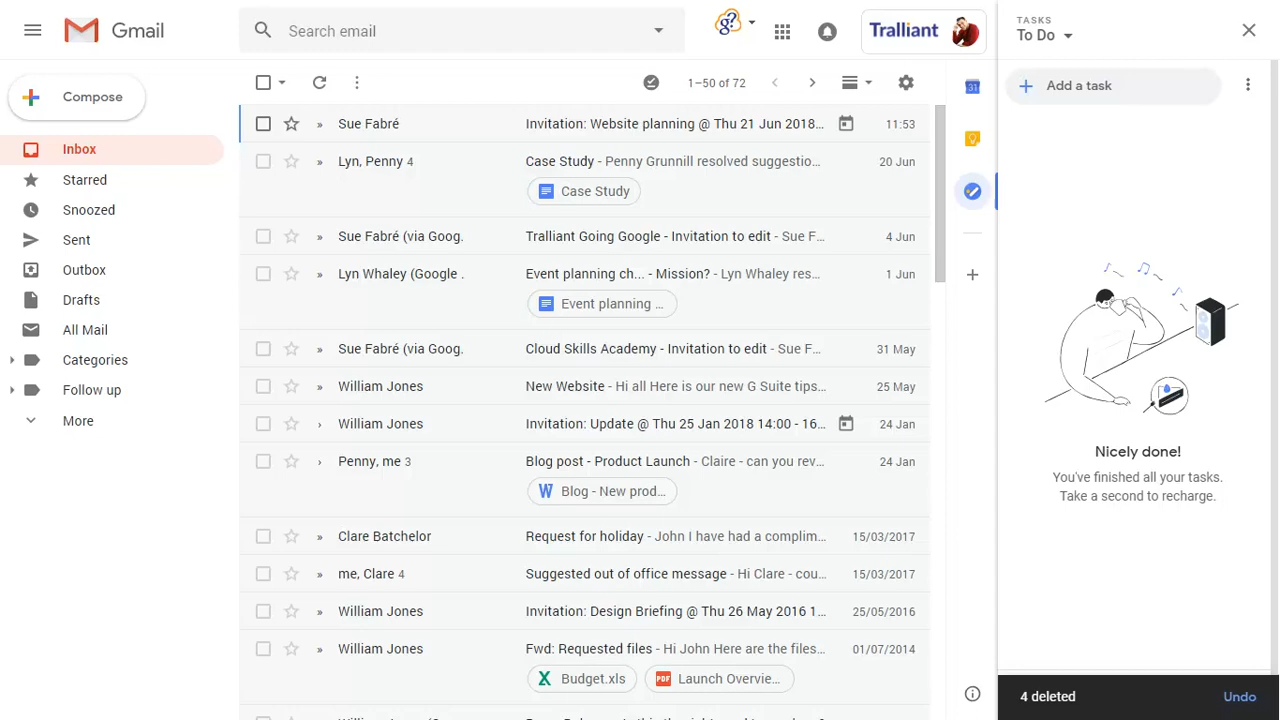 Gmail
Search email
Tralliant
TASKS
To Do
Compose
1–50 of 72
Add a task
Inbox
Starred
Snoozed
Sent
Outbox
Drafts
All Mail
Categories
Follow up
More
Sue Fabré Invitation: Website planning @ Thu 21 Jun 2018... 11:53
Lyn, Penny 4 Case Study - Penny Grunnill resolved suggestio... 20 Jun
Case Study
Sue Fabré (via Goog. Tralliant Going Google - Invitation to edit - Sue F... 4 Jun
Lyn Whaley (Google . Event planning ch... - Mission? - Lyn Whaley res... 1 Jun
Event planning ...
Sue Fabré (via Goog. Cloud Skills Academy - Invitation to edit - Sue F... 31 May
William Jones New Website - Hi all Here is our new G Suite tips... 25 May
William Jones Invitation: Update @ Thu 25 Jan 2018 14:00 - 16... 24 Jan
Penny, me 3 Blog post - Product Launch - Claire - can you rev... 24 Jan
Blog - New prod...
Clare Batchelor Request for holiday - John I have had a complim... 15/03/2017
me, Clare 4 Suggested out of office message - Hi Clare - cou... 15/03/2017
William Jones Invitation: Design Briefing @ Thu 26 May 2016 1... 25/05/2016
William Jones Fwd: Requested files - Hi John Here are the files... 01/07/2014
Budget.xls Launch Overvie...
31
Nicely done!
You've finished all your tasks.
Take a second to recharge.
4 deleted Undo